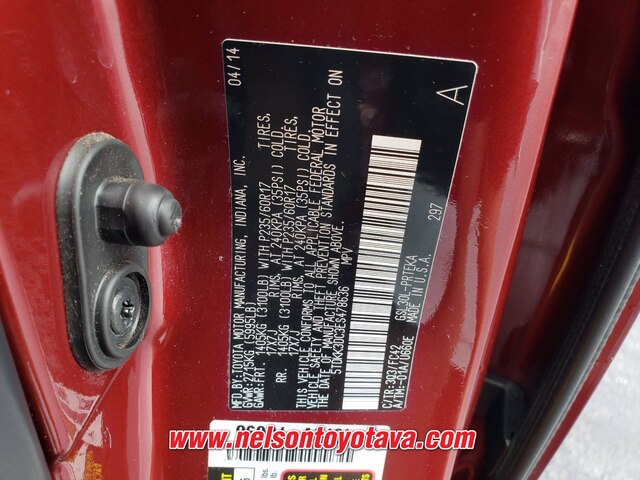 04/14
MFD BY: TOYOTA MOTOR MANUFACTURING, INDIANA, INC.
GVWR: 2715KG (5995LB)
GAWR: FRT. 1405KG (3100LB) WITH P235/60R17 TIRES,
17X7J RIMS, AT 240KPA (35PSI) COLD.
RR. 1405KG (3100LB) WITH P235/60R17 TIRES,
17X7J RIMS, AT 240KPA (35PSI) COLD.
THIS VEHICLE CONFORMS TO ALL APPLICABLE FEDERAL MOTOR
VEHICLE SAFETY AND THEFT PREVENTION STANDARDS IN EFFECT ON
THE DATE OF MANUFACTURE SHOWN ABOVE.
5TDKK3DC3ES478636 MPV
A
297
C/TR: 3Q3/FC42 GSL30L-PRTEKA
A/TM: -01A/U660E MADE IN U.S.A.
www.nelsontoyotava.com